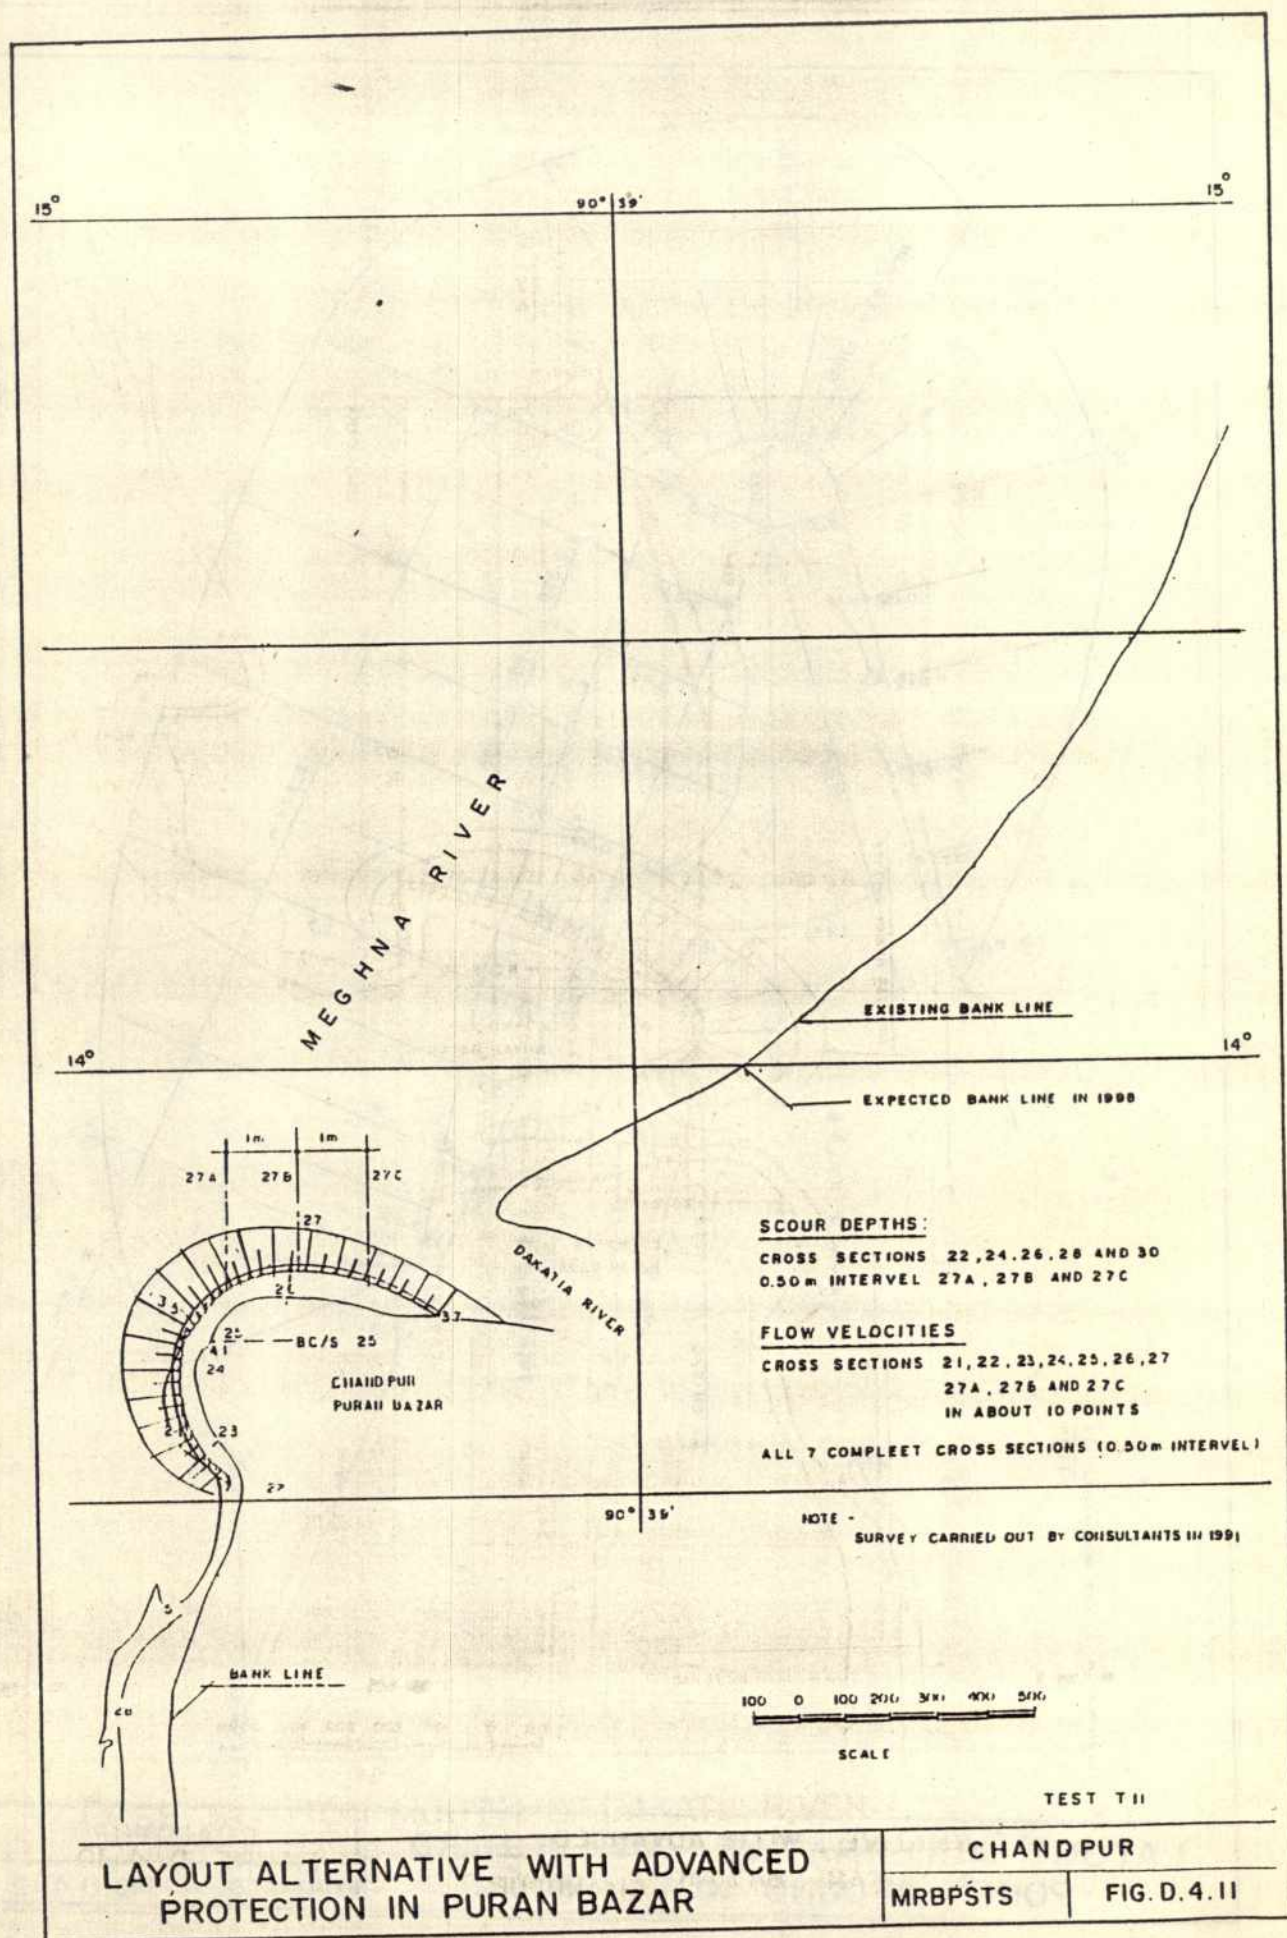 15°
90° 39'
15°
MEGHNA RIVER
EXISTING BANK LINE
14°
14°
EXPECTED BANK LINE IN 1998
1m
1m
27A
27B
27C
27
DAKATIA RIVER
SCOUR DEPTHS:
CROSS SECTIONS 22,24.26.28 AND 30
0.50m INTERVEL 27A, 27B AND 27C
35
37
FLOW VELOCITIES
25
BC/S 25
41
24
CROSS SECTIONS 21,22,23,24,25,26,27
CHANDPUR
27A, 27B AND 27C
PURAN BAZAR
IN ABOUT 10 POINTS
23
ALL 7 COMPLEET CROSS SECTIONS (0.50m INTERVEL)
90° 39'
NOTE -
SURVEY CARRIED OUT BY CONSULTANTS IN 1991
BANK LINE
100 0 100 200 300 400 500
SCALE
TEST T11
LAYOUT ALTERNATIVE WITH ADVANCED
PROTECTION IN PURAN BAZAR
CHANDPUR
MRBPSTS
FIG. D.4.11